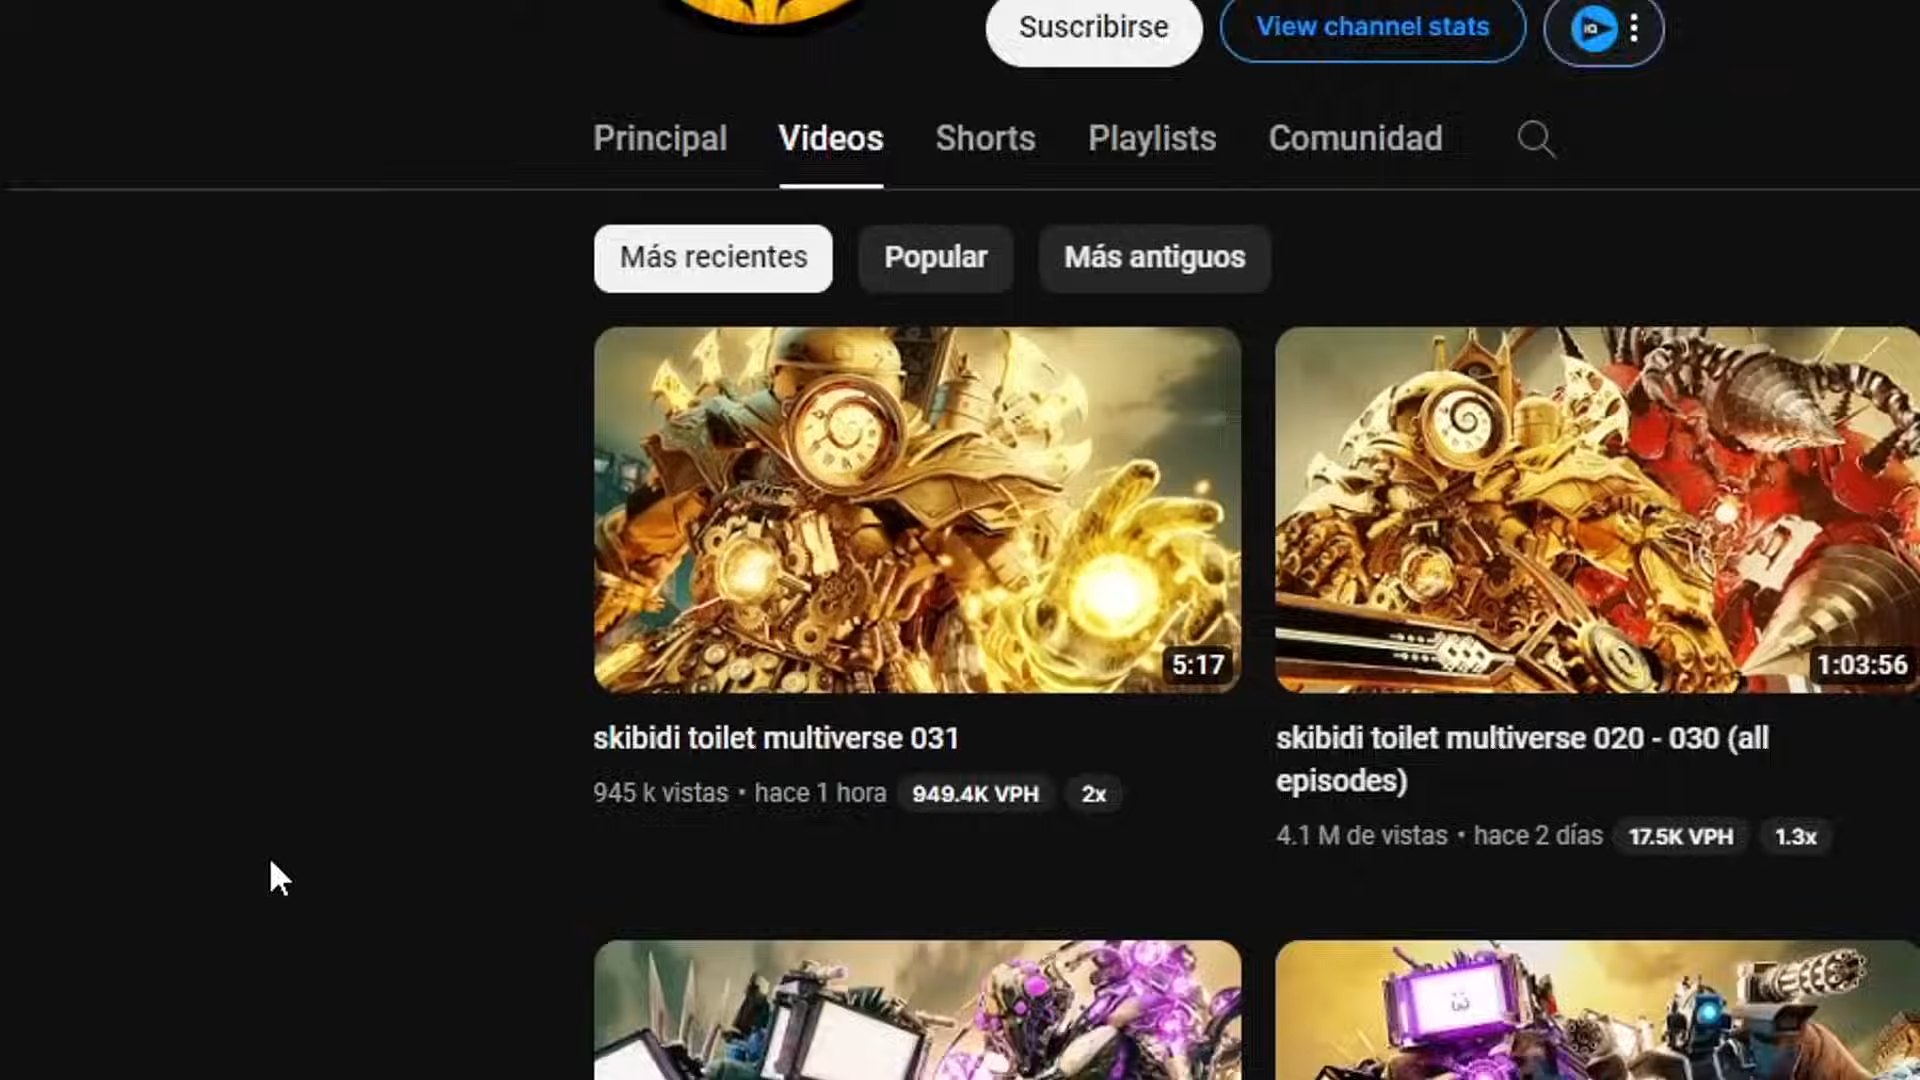 Suscribirse
View channel stats
IQ
Principal
Videos
Shorts
Playlists
Comunidad
Más recientes
Popular
Más antiguos
5:17
1:03:56
skibidi toilet multiverse 031
945 k vistas • hace 1 hora 949.4K VPH 2x
skibidi toilet multiverse 020 - 030 (all
episodes)
4.1 M de vistas • hace 2 días 17.5K VPH 1.3x